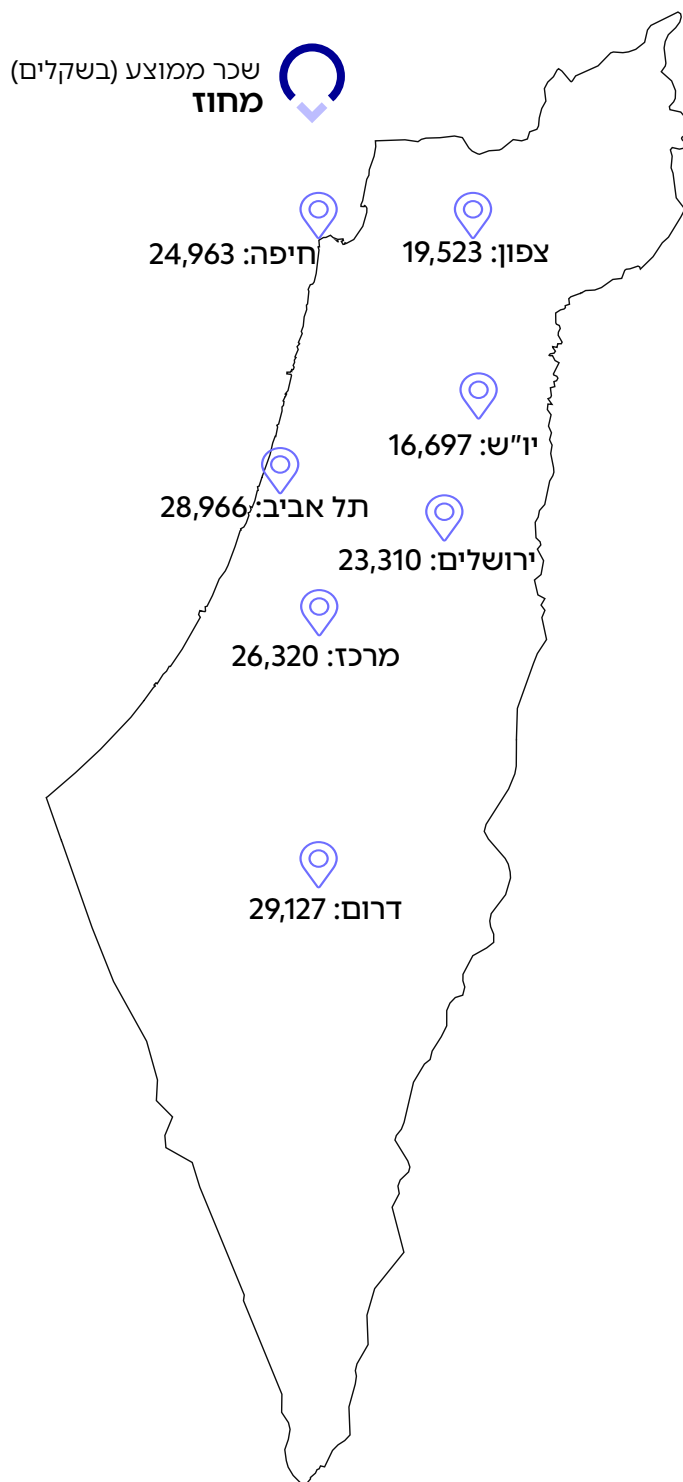 שכר ממוצע (בשקלים)
מחוז
צפון: 19,523
חיפה: 24,963
יו״ש: 16,697
תל אביב: 28,966
ירושלים: 23,310
מרכז: 26,320
דרום: 29,127